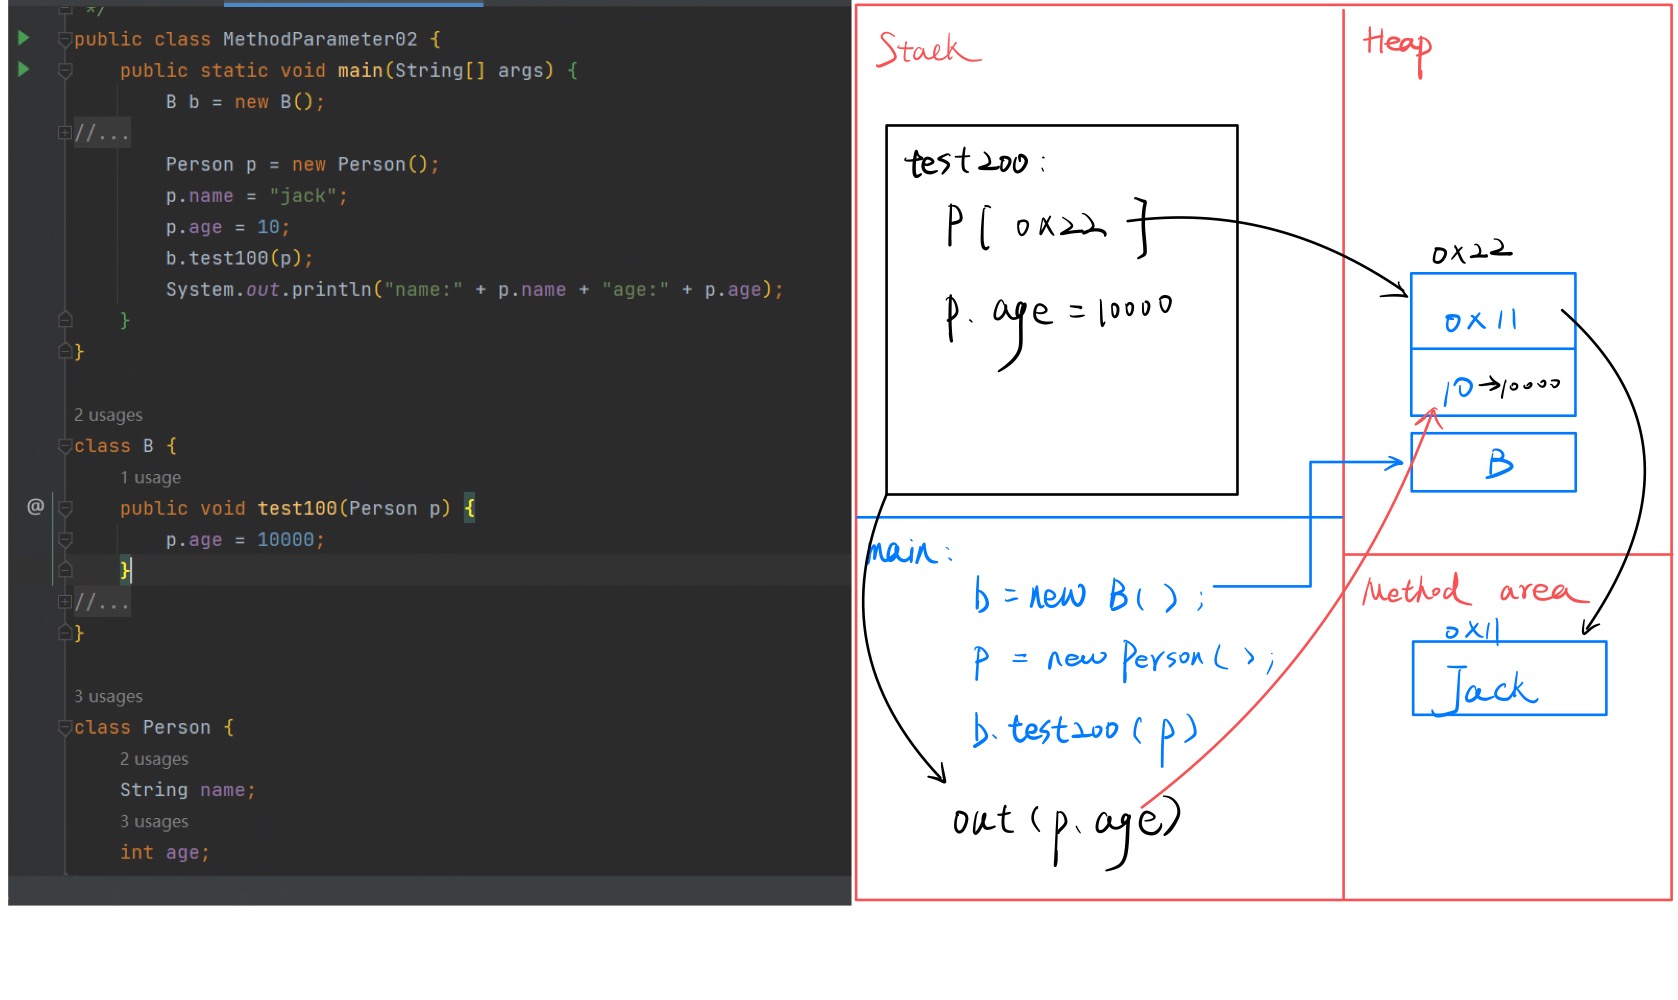 */
public class MethodParameter02 {
public static void main(String[] args) {
B b = new B();
//...
Person p = new Person();
p.name = "jack";
p.age = 10;
b.test100(p);
System.out.println("name:" + p.name + "age:" + p.age);
}
}
2 usages
class B {
1 usage
@ public void test100(Person p) {
p.age = 10000;
}
//...
}
3 usages
class Person {
2 usages
String name;
3 usages
int age;
Stack
test200:
P[ 0x22 ]
p. age = 10000
main:
b = new B( ) ;
p = new Person( ) ;
b. test200 ( p )
out ( p. age )
Heap
0x22
0x11
10→10000
B
Method area
0x11
Jack